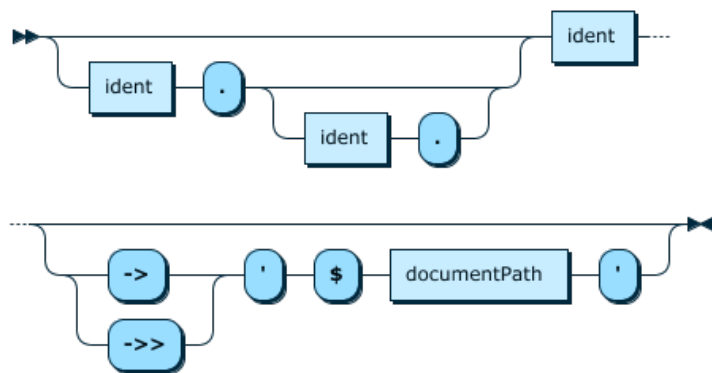 ident
ident .
ident .
-> ' $ documentPath '
->>